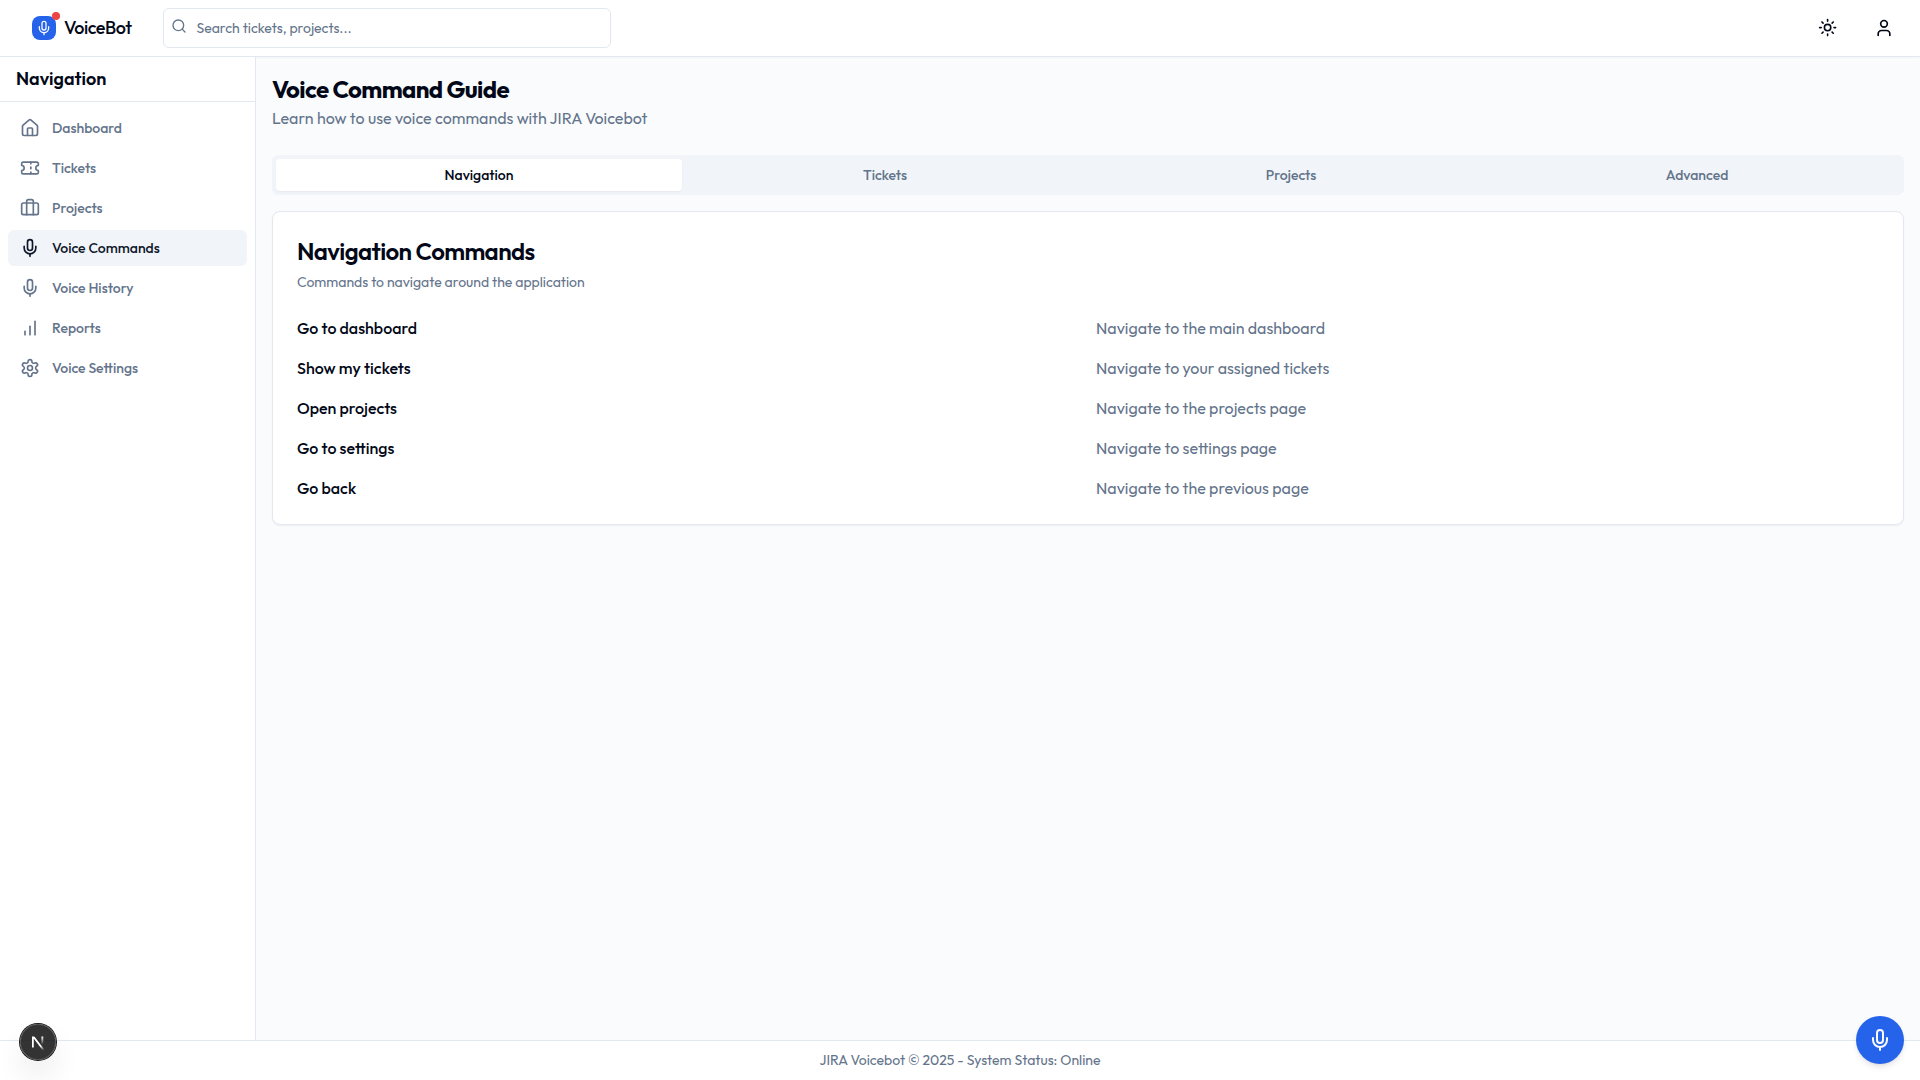 VoiceBot
Search tickets, projects...
Navigation
Dashboard
Tickets
Projects
Voice Commands
Voice History
Reports
Voice Settings
Voice Command Guide
Learn how to use voice commands with JIRA Voicebot
Navigation
Tickets
Projects
Advanced
Navigation Commands
Commands to navigate around the application
Go to dashboard
Navigate to the main dashboard
Show my tickets
Navigate to your assigned tickets
Open projects
Navigate to the projects page
Go to settings
Navigate to settings page
Go back
Navigate to the previous page
N
JIRA Voicebot © 2025 - System Status: Online